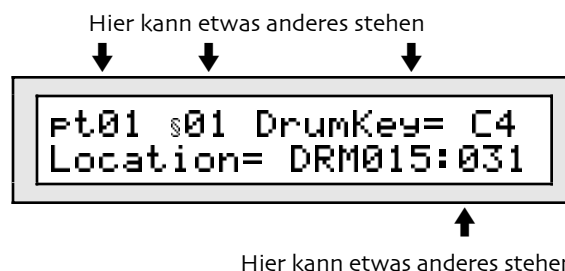 Hier kann etwas anderes stehen
pt01 §01 DrumKey= C4
Location= DRM015:031
Hier kann etwas anderes stehen